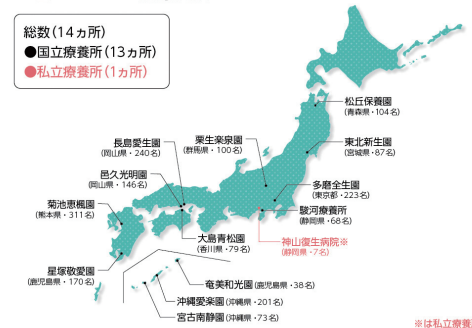 総数(14ヵ所)
●国立療養所(13ヵ所)
●私立療養所(1ヵ所)
松丘保養園
(青森県・104名)
東北新生園
(宮城県・87名)
栗生楽泉園
(群馬県・100名)
多磨全生園
(東京都・223名)
駿河療養所
(静岡県・68名)
神山復生病院※
(静岡県・7名)
長島愛生園
(岡山県・240名)
邑久光明園
(岡山県・146名)
大島青松園
(香川県・79名)
菊池恵楓園
(熊本県・311名)
星塚敬愛園
(鹿児島県・170名)
奄美和光園(鹿児島県・38名)
沖縄愛楽園(沖縄県・201名)
宮古南静園(沖縄県・73名)
※は私立療養